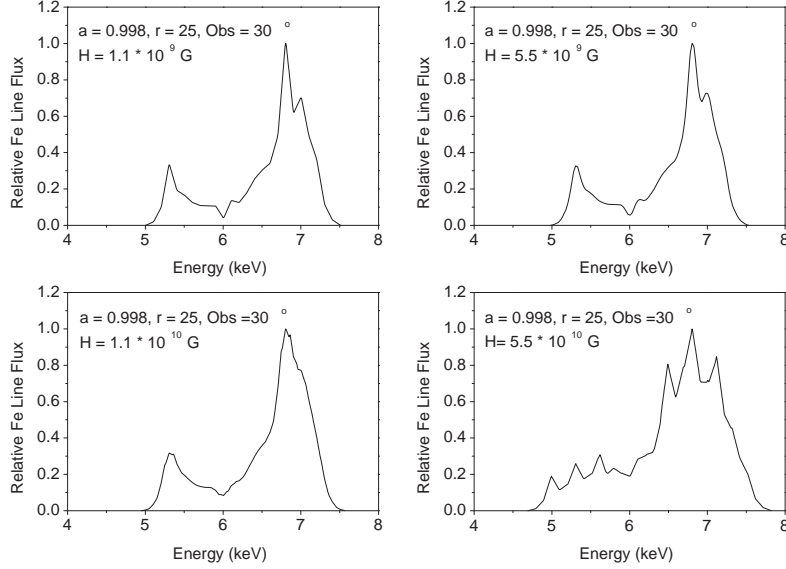 a = 0.998, r = 25, Obs = 30 °
H = 1.1 * 10 ⁹ G
Relative Fe Line Flux
1.2
1.0
0.8
0.6
0.4
0.2
0.0
4 5 6 7 8
Energy (keV)
a = 0.998, r = 25, Obs = 30 °
H = 5.5 * 10 ⁹ G
Relative Fe Line Flux
1.2
1.0
0.8
0.6
0.4
0.2
0.0
4 5 6 7 8
Energy (keV)
a = 0.998, r = 25, Obs =30 °
H = 1.1 * 10 ¹⁰ G
Relative Fe Line Flux
1.2
1.0
0.8
0.6
0.4
0.2
0.0
4 5 6 7 8
Energy (keV)
a = 0.998, r = 25, Obs =30 °
H= 5.5 * 10 ¹⁰ G
Relative Fe Line Flux
1.2
1.0
0.8
0.6
0.4
0.2
0.0
4 5 6 7 8
Energy (keV)